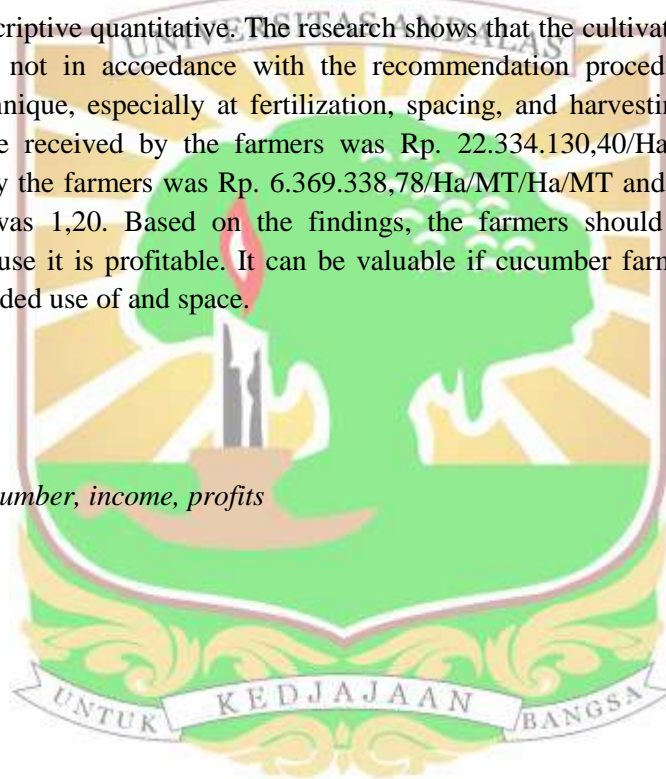 criptive quantitative. The research shows that the cultivat
UNIVERSITAS ANDALAS
not in accoedance with the recommendation proced
nique, especially at fertilization, spacing, and harvestin
e received by the farmers was Rp. 22.334.130,40/Ha
y the farmers was Rp. 6.369.338,78/Ha/MT/Ha/MT and
was 1,20. Based on the findings, the farmers should
use it is profitable. It can be valuable if cucumber farm
ded use of and space.
umber, income, profits
UNTUK KEDJAJAAN BANGSA